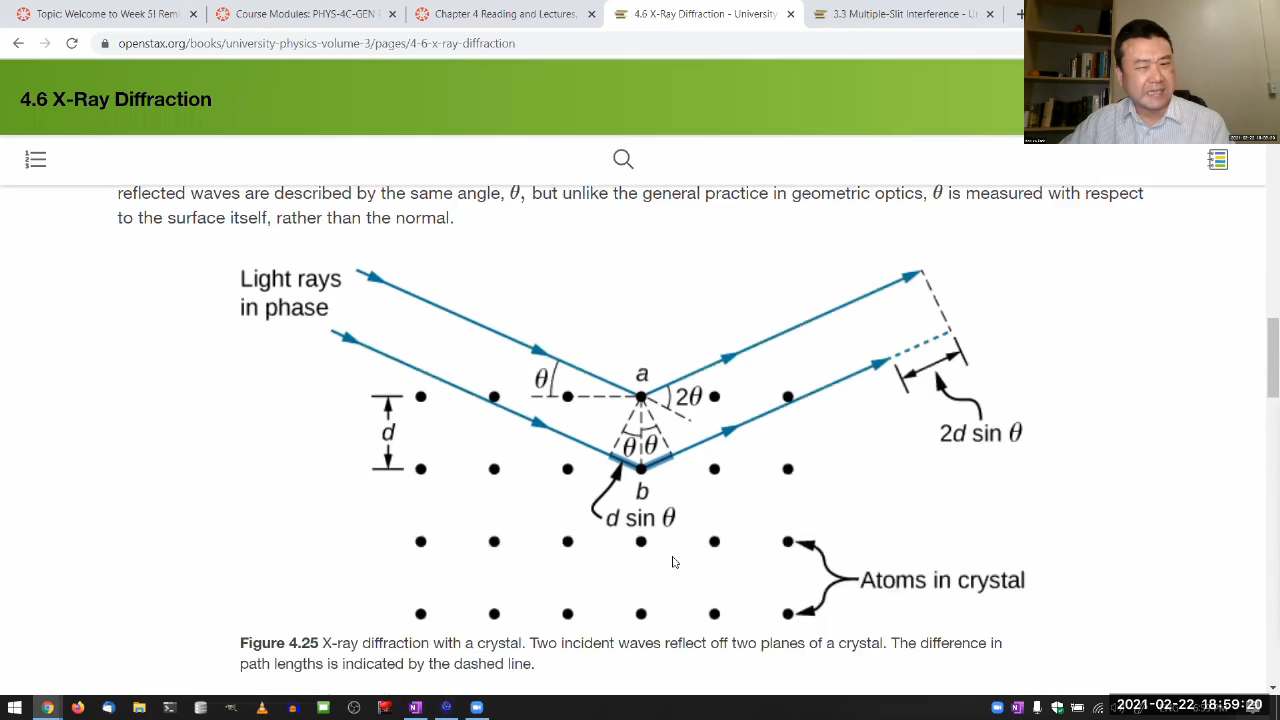 Topic: Welcome to Week 5! Rem
Course Modules: PHYS-4C-GEN E
Chapter 4 Reading and Lectures,
4.6 X-Ray Diffraction - University
3.3 Multiple-Slit Interference - Un
openstax.org/books/university-physics-volume-3/pages/4-6-x-ray-diffraction
4.6 X-Ray Diffraction
reflected waves are described by the same angle, θ, but unlike the general practice in geometric optics, θ is measured with respect
to the surface itself, rather than the normal.
Light rays
in phase
a
θ
2θ
d
θ θ
2d sin θ
b
d sin θ
Atoms in crystal
Figure 4.25 X-ray diffraction with a crystal. Two incident waves reflect off two planes of a crystal. The difference in
path lengths is indicated by the dashed line.
2021-02-22 18:59:20